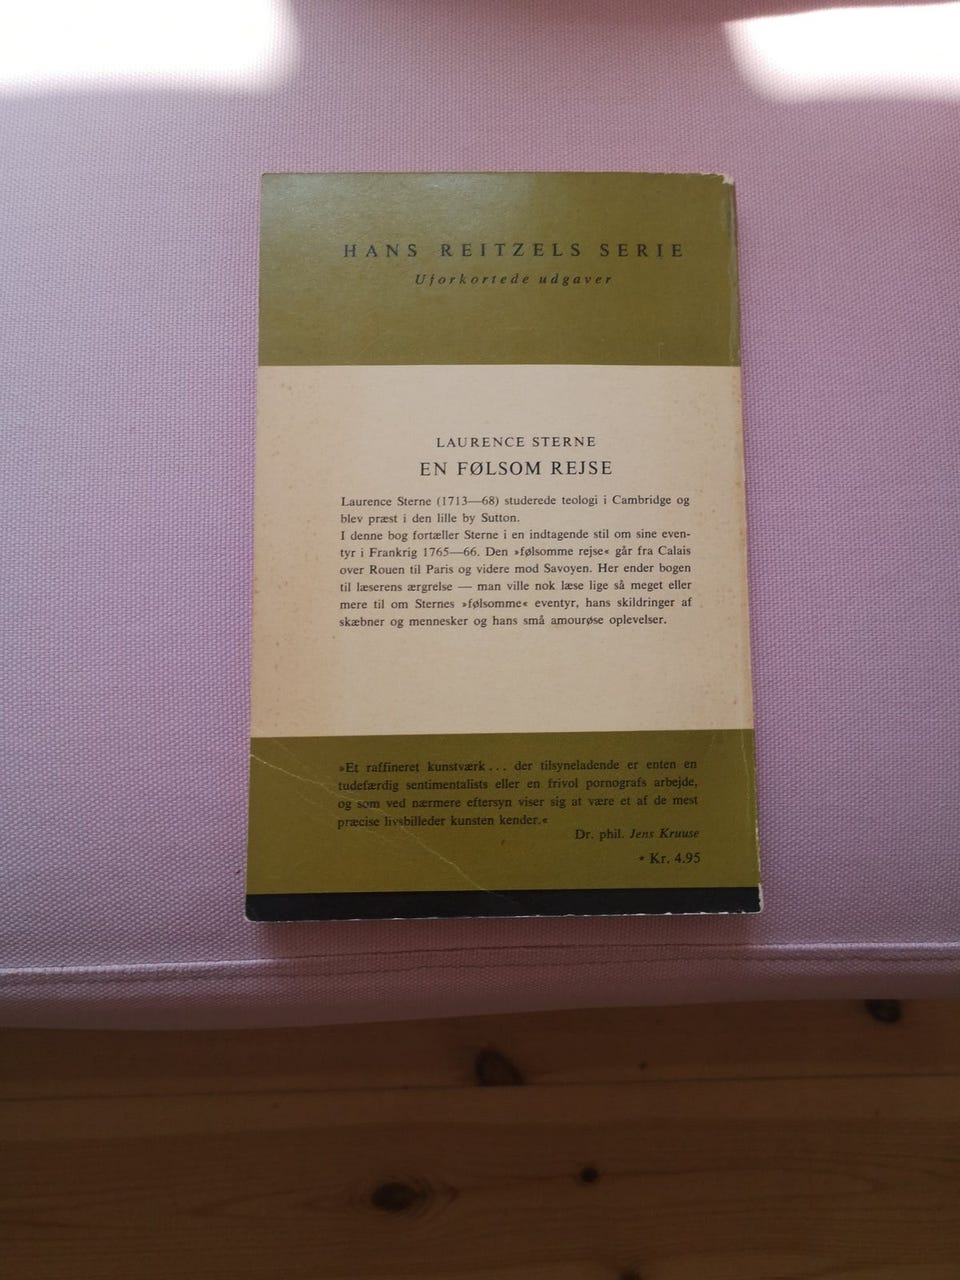 HANS REITZELS SERIE
Uforkortede udgaver
LAURENCE STERNE
EN FØLSOM REJSE
Laurence Sterne (1713—68) studerede teologi i Cambridge og
blev præst i den lille by Sutton.
I denne bog fortæller Sterne i en indtagende stil om sine even-
tyr i Frankrig 1765—66. Den »følsomme rejse« går fra Calais
over Rouen til Paris og videre mod Savoyen. Her ender bogen
til læserens ærgrelse — man ville nok læse lige så meget eller
mere til om Sternes »følsomme« eventyr, hans skildringer af
skæbner og mennesker og hans små amourøse oplevelser.
»Et raffineret kunstværk... der tilsyneladende er enten en
tudefærdig sentimentalists eller en frivol pornografs arbejde,
og som ved nærmere eftersyn viser sig at være et af de mest
præcise livsbilleder kunsten kender.«
Dr. phil. Jens Kruuse
* Kr. 4.95